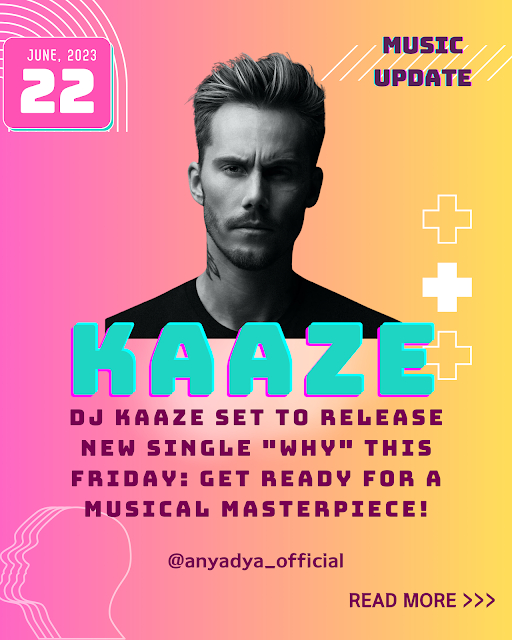 JUNE, 2023
22
MUSIC
UPDATE
KAAZE
DJ KAAZE SET TO RELEASE
NEW SINGLE "WHY" THIS
FRIDAY: GET READY FOR A
MUSICAL MASTERPIECE!
@anyadya_official
READ MORE >>>